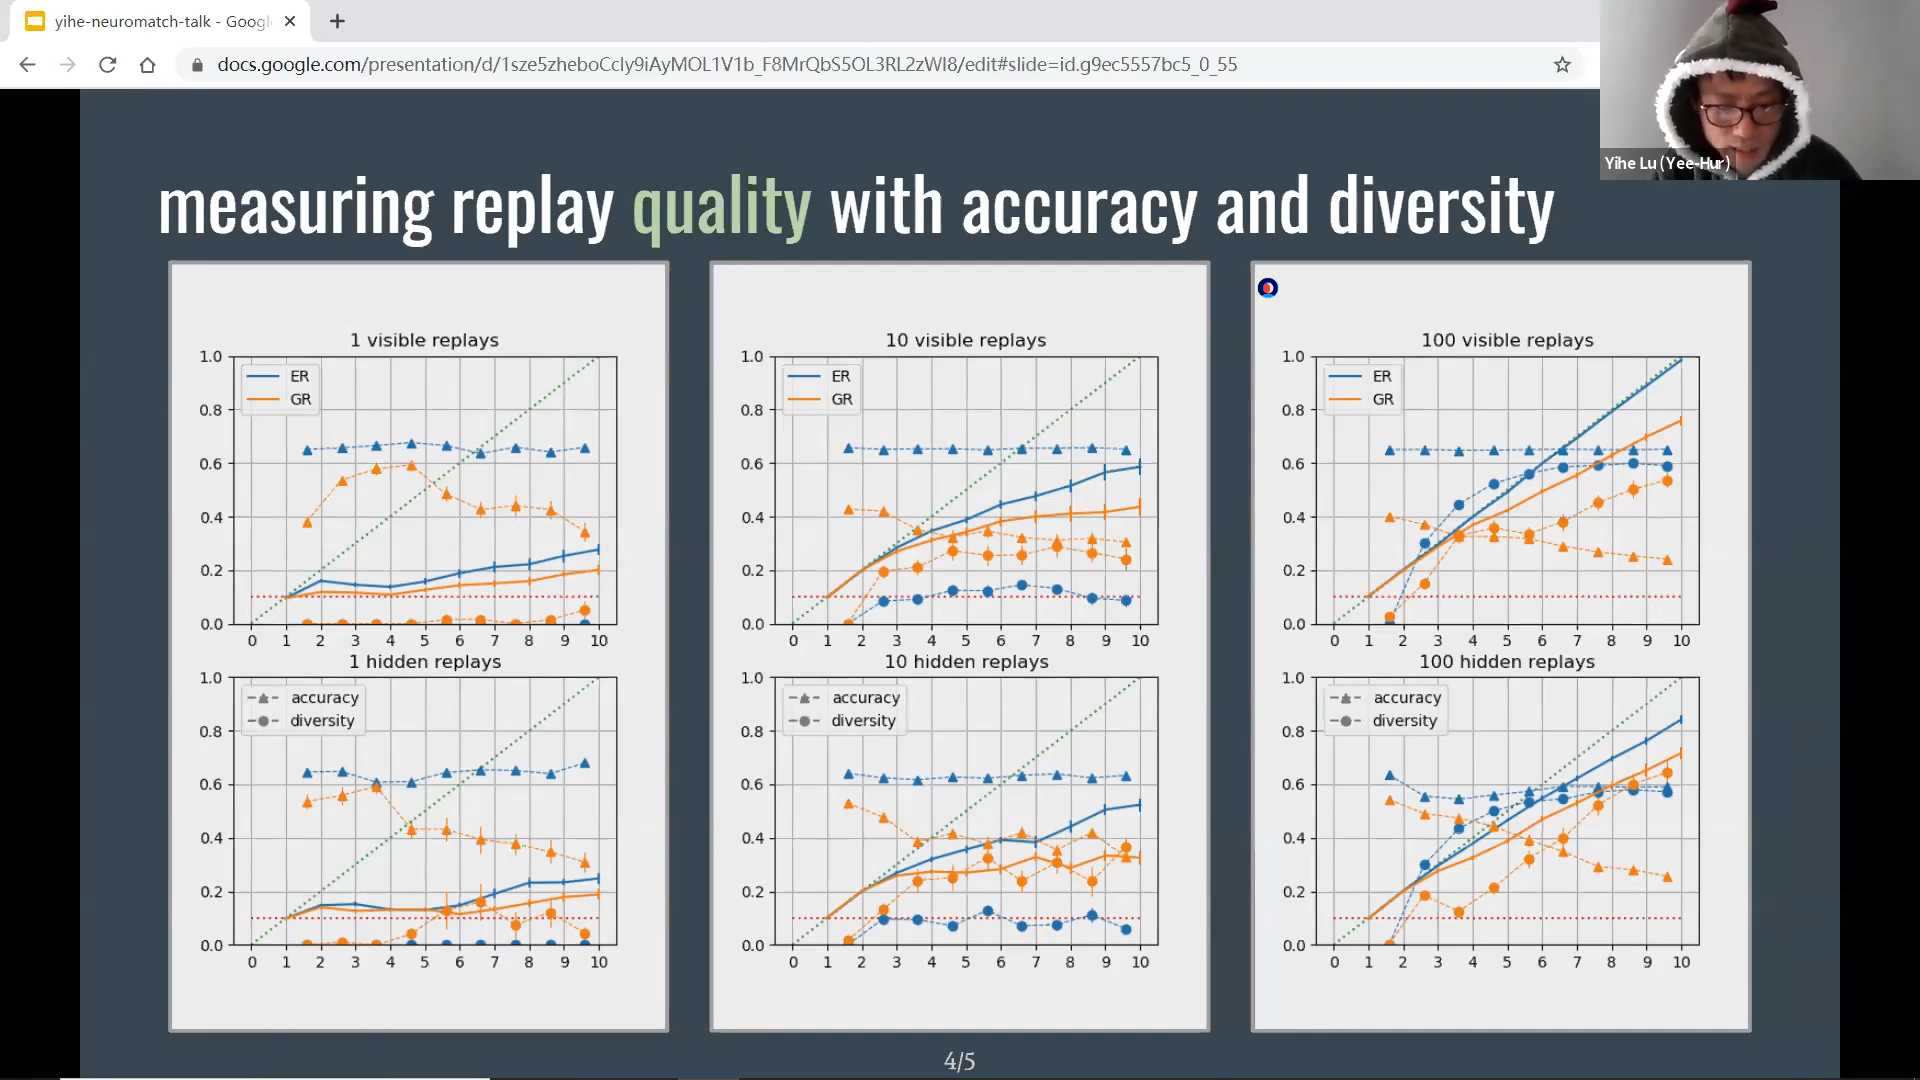 yihe-neuromatch-talk - Googl
docs.google.com/presentation/d/1sze5zheboCcly9iAyMOL1V1b_F8MrQbS5OL3RL2zWI8/edit#slide=id.g9ec5557bc5_0_55
Yihe Lu (Yee-Hur)
measuring replay quality with accuracy and diversity
1 visible replays
1.0
0.8
0.6
0.4
0.2
0.0
ER
GR
0 1 2 3 4 5 6 7 8 9 10
1 hidden replays
1.0
0.8
0.6
0.4
0.2
0.0
accuracy
diversity
0 1 2 3 4 5 6 7 8 9 10
10 visible replays
1.0
0.8
0.6
0.4
0.2
0.0
ER
GR
0 1 2 3 4 5 6 7 8 9 10
10 hidden replays
1.0
0.8
0.6
0.4
0.2
0.0
accuracy
diversity
0 1 2 3 4 5 6 7 8 9 10
100 visible replays
1.0
0.8
0.6
0.4
0.2
0.0
ER
GR
0 1 2 3 4 5 6 7 8 9 10
100 hidden replays
1.0
0.8
0.6
0.4
0.2
0.0
accuracy
diversity
0 1 2 3 4 5 6 7 8 9 10
4/5